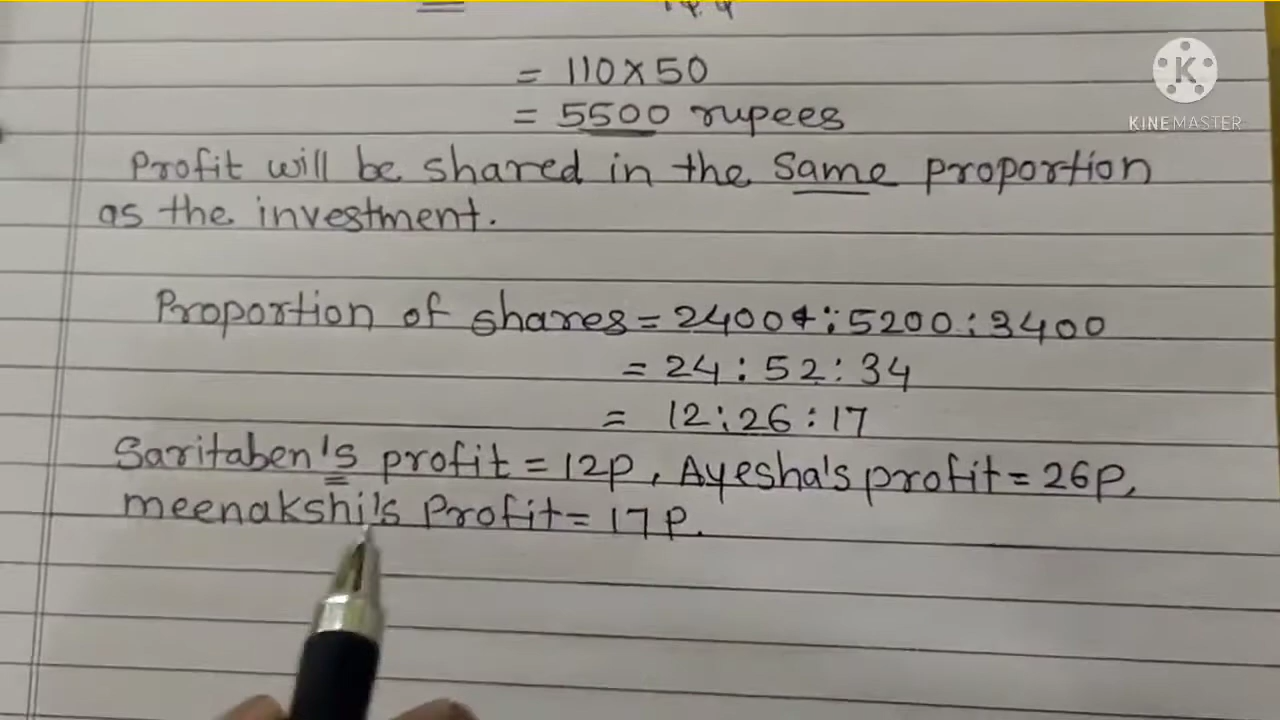 = 110 x 50
= 5500 rupees
KINEMASTER
Profit will be shared in the same proportion
as the investment.
Proportion of shares = 2400 : 5200 : 3400
= 24 : 52 : 34
= 12 : 26 : 17
Saritaben's profit = 12P, Ayesha's profit = 26P,
meenakshi's Profit = 17P.